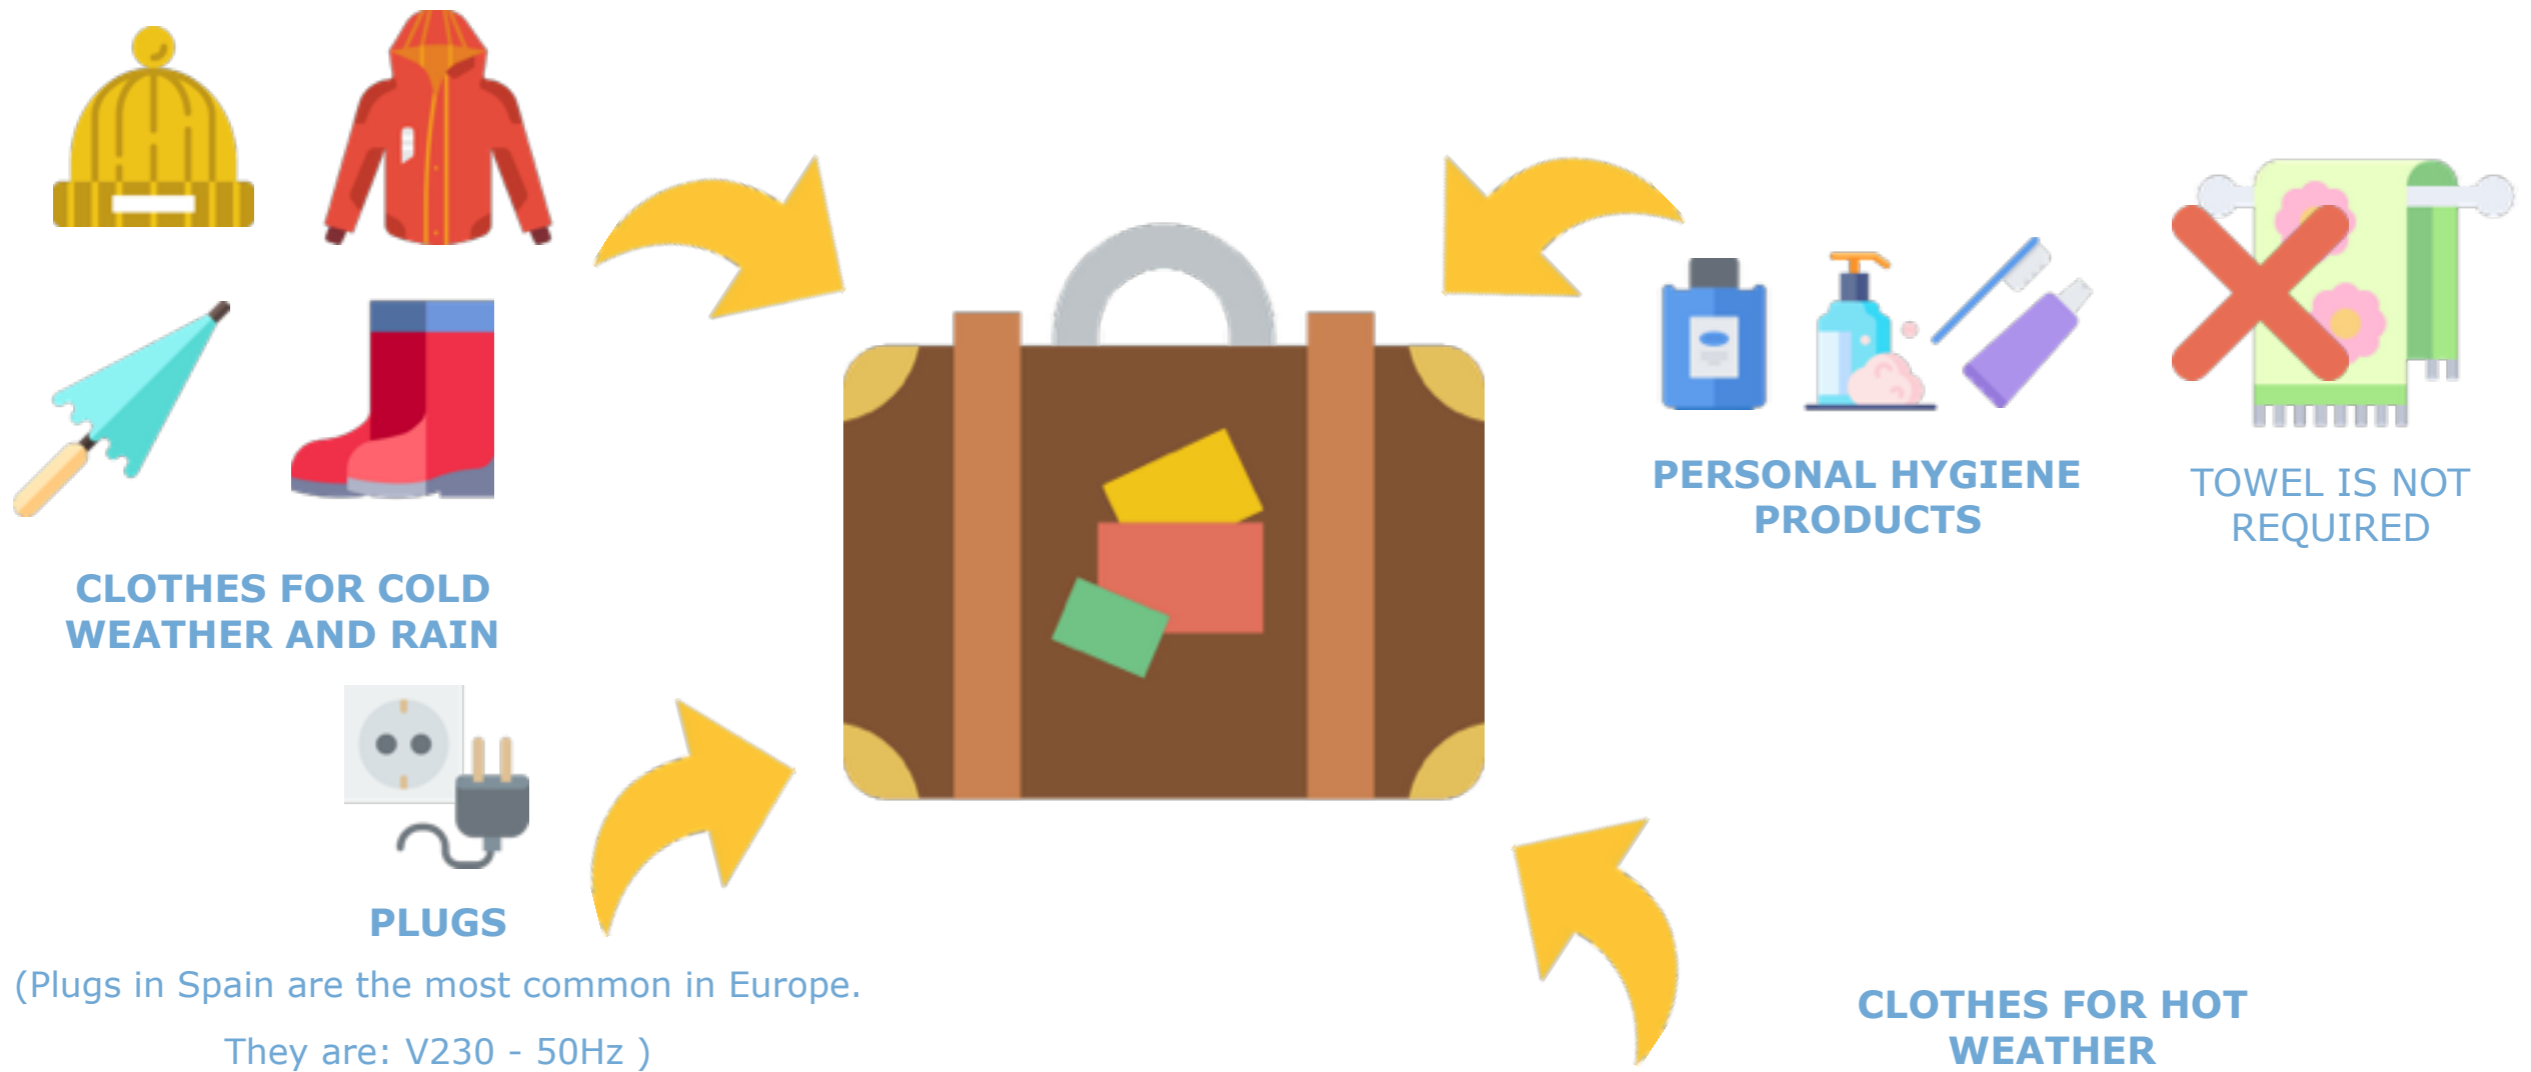 CLOTHES FOR COLD
WEATHER AND RAIN
PERSONAL HYGIENE
PRODUCTS
TOWEL IS NOT
REQUIRED
PLUGS
(Plugs in Spain are the most common in Europe.
They are: V230 - 50Hz )
CLOTHES FOR HOT
WEATHER